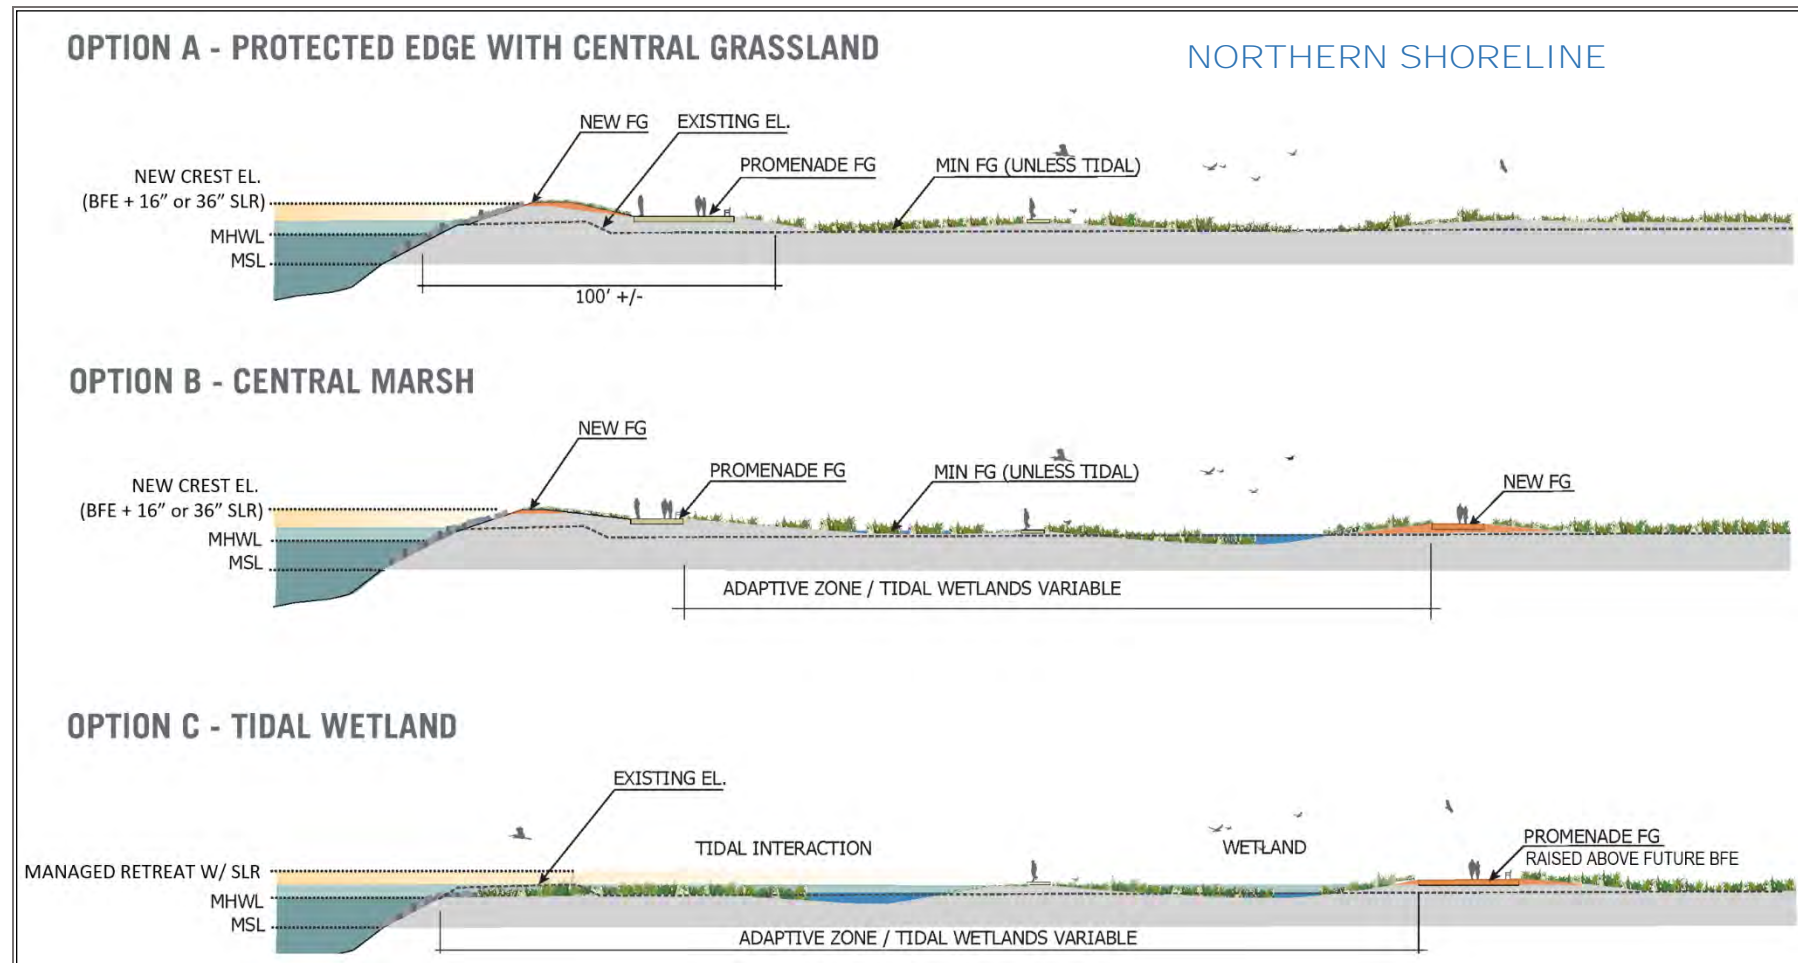 OPTION A - PROTECTED EDGE WITH CENTRAL GRASSLAND
NORTHERN SHORELINE
NEW FG
EXISTING EL.
PROMENADE FG
MIN FG (UNLESS TIDAL)
NEW CREST EL.
(BFE + 16” or 36” SLR)
MHWL
MSL
100’ +/-
OPTION B - CENTRAL MARSH
NEW FG
PROMENADE FG
MIN FG (UNLESS TIDAL)
NEW FG
NEW CREST EL.
(BFE + 16” or 36” SLR)
MHWL
MSL
ADAPTIVE ZONE / TIDAL WETLANDS VARIABLE
OPTION C - TIDAL WETLAND
EXISTING EL.
TIDAL INTERACTION
WETLAND
PROMENADE FG
RAISED ABOVE FUTURE BFE
MANAGED RETREAT W/ SLR
MHWL
MSL
ADAPTIVE ZONE / TIDAL WETLANDS VARIABLE